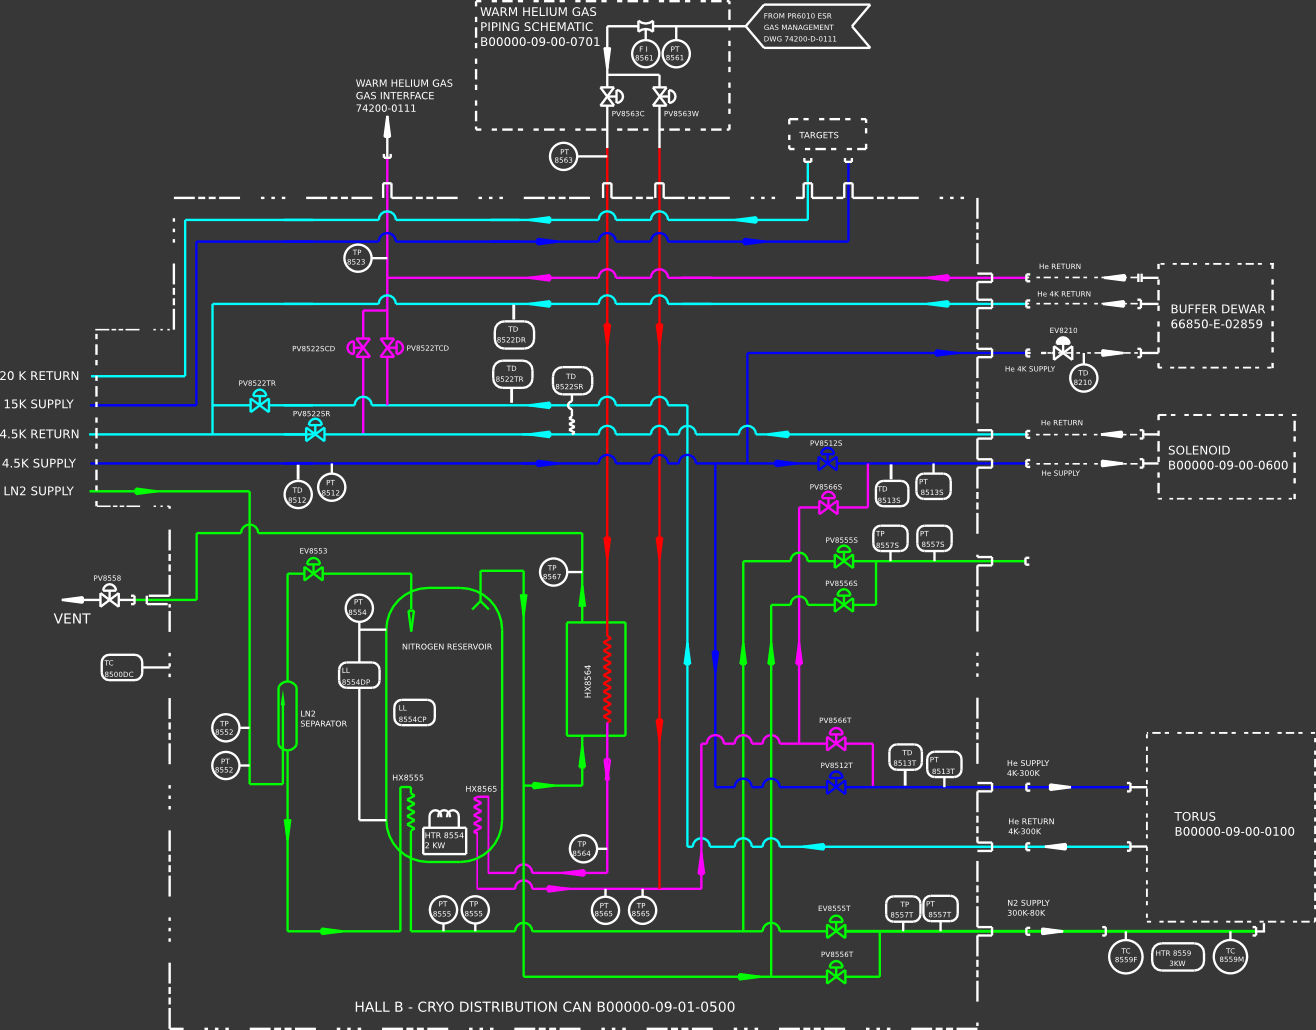 WARM HELIUM GAS
PIPING SCHEMATIC
B00000-09-00-0701
F I
8561
PT
8561
FROM PR6010 ESR
GAS MANAGEMENT
DWG 74200-D-0111
WARM HELIUM GAS
GAS INTERFACE
74200-0111
PV8563C
PV8563W
PT
8563
TARGETS
TP
8523
He RETURN
He 4K RETURN
BUFFER DEWAR
66850-E-02859
EV8210
He 4K SUPPLY
TD
8210
TD
8522DR
PV8522SCD
PV8522TCD
20 K RETURN
TD
8522TR
TD
8522SR
PV8522TR
15K SUPPLY
PV8522SR
4.5K RETURN
He RETURN
SOLENOID
B00000-09-00-0600
PV8512S
4.5K SUPPLY
He SUPPLY
LN2 SUPPLY
TD
8512
PT
8512
PV8566S
TD
8513S
PT
8513S
EV8553
PV8555S
TP
8557S
PT
8557S
PV8558
TP
8567
PV8556S
VENT
PT
8554
NITROGEN RESERVOIR
TC
8500DC
LL
8554DP
HX8564
LL
8554CP
LN2
SEPARATOR
TP
8552
PT
8552
PV8566T
TD
8513T
PT
8513T
PV8512T
He SUPPLY
4K-300K
HX8555
HX8565
TORUS
B00000-09-00-0100
He RETURN
4K-300K
HTR 8554
2 KW
TP
8564
PT
8555
TP
8555
PT
8565
TP
8565
EV8555T
TP
8557T
PT
8557T
N2 SUPPLY
300K-80K
PV8556T
TC
8559F
HTR 8559
3KW
TC
8559M
HALL B - CRYO DISTRIBUTION CAN B00000-09-01-0500